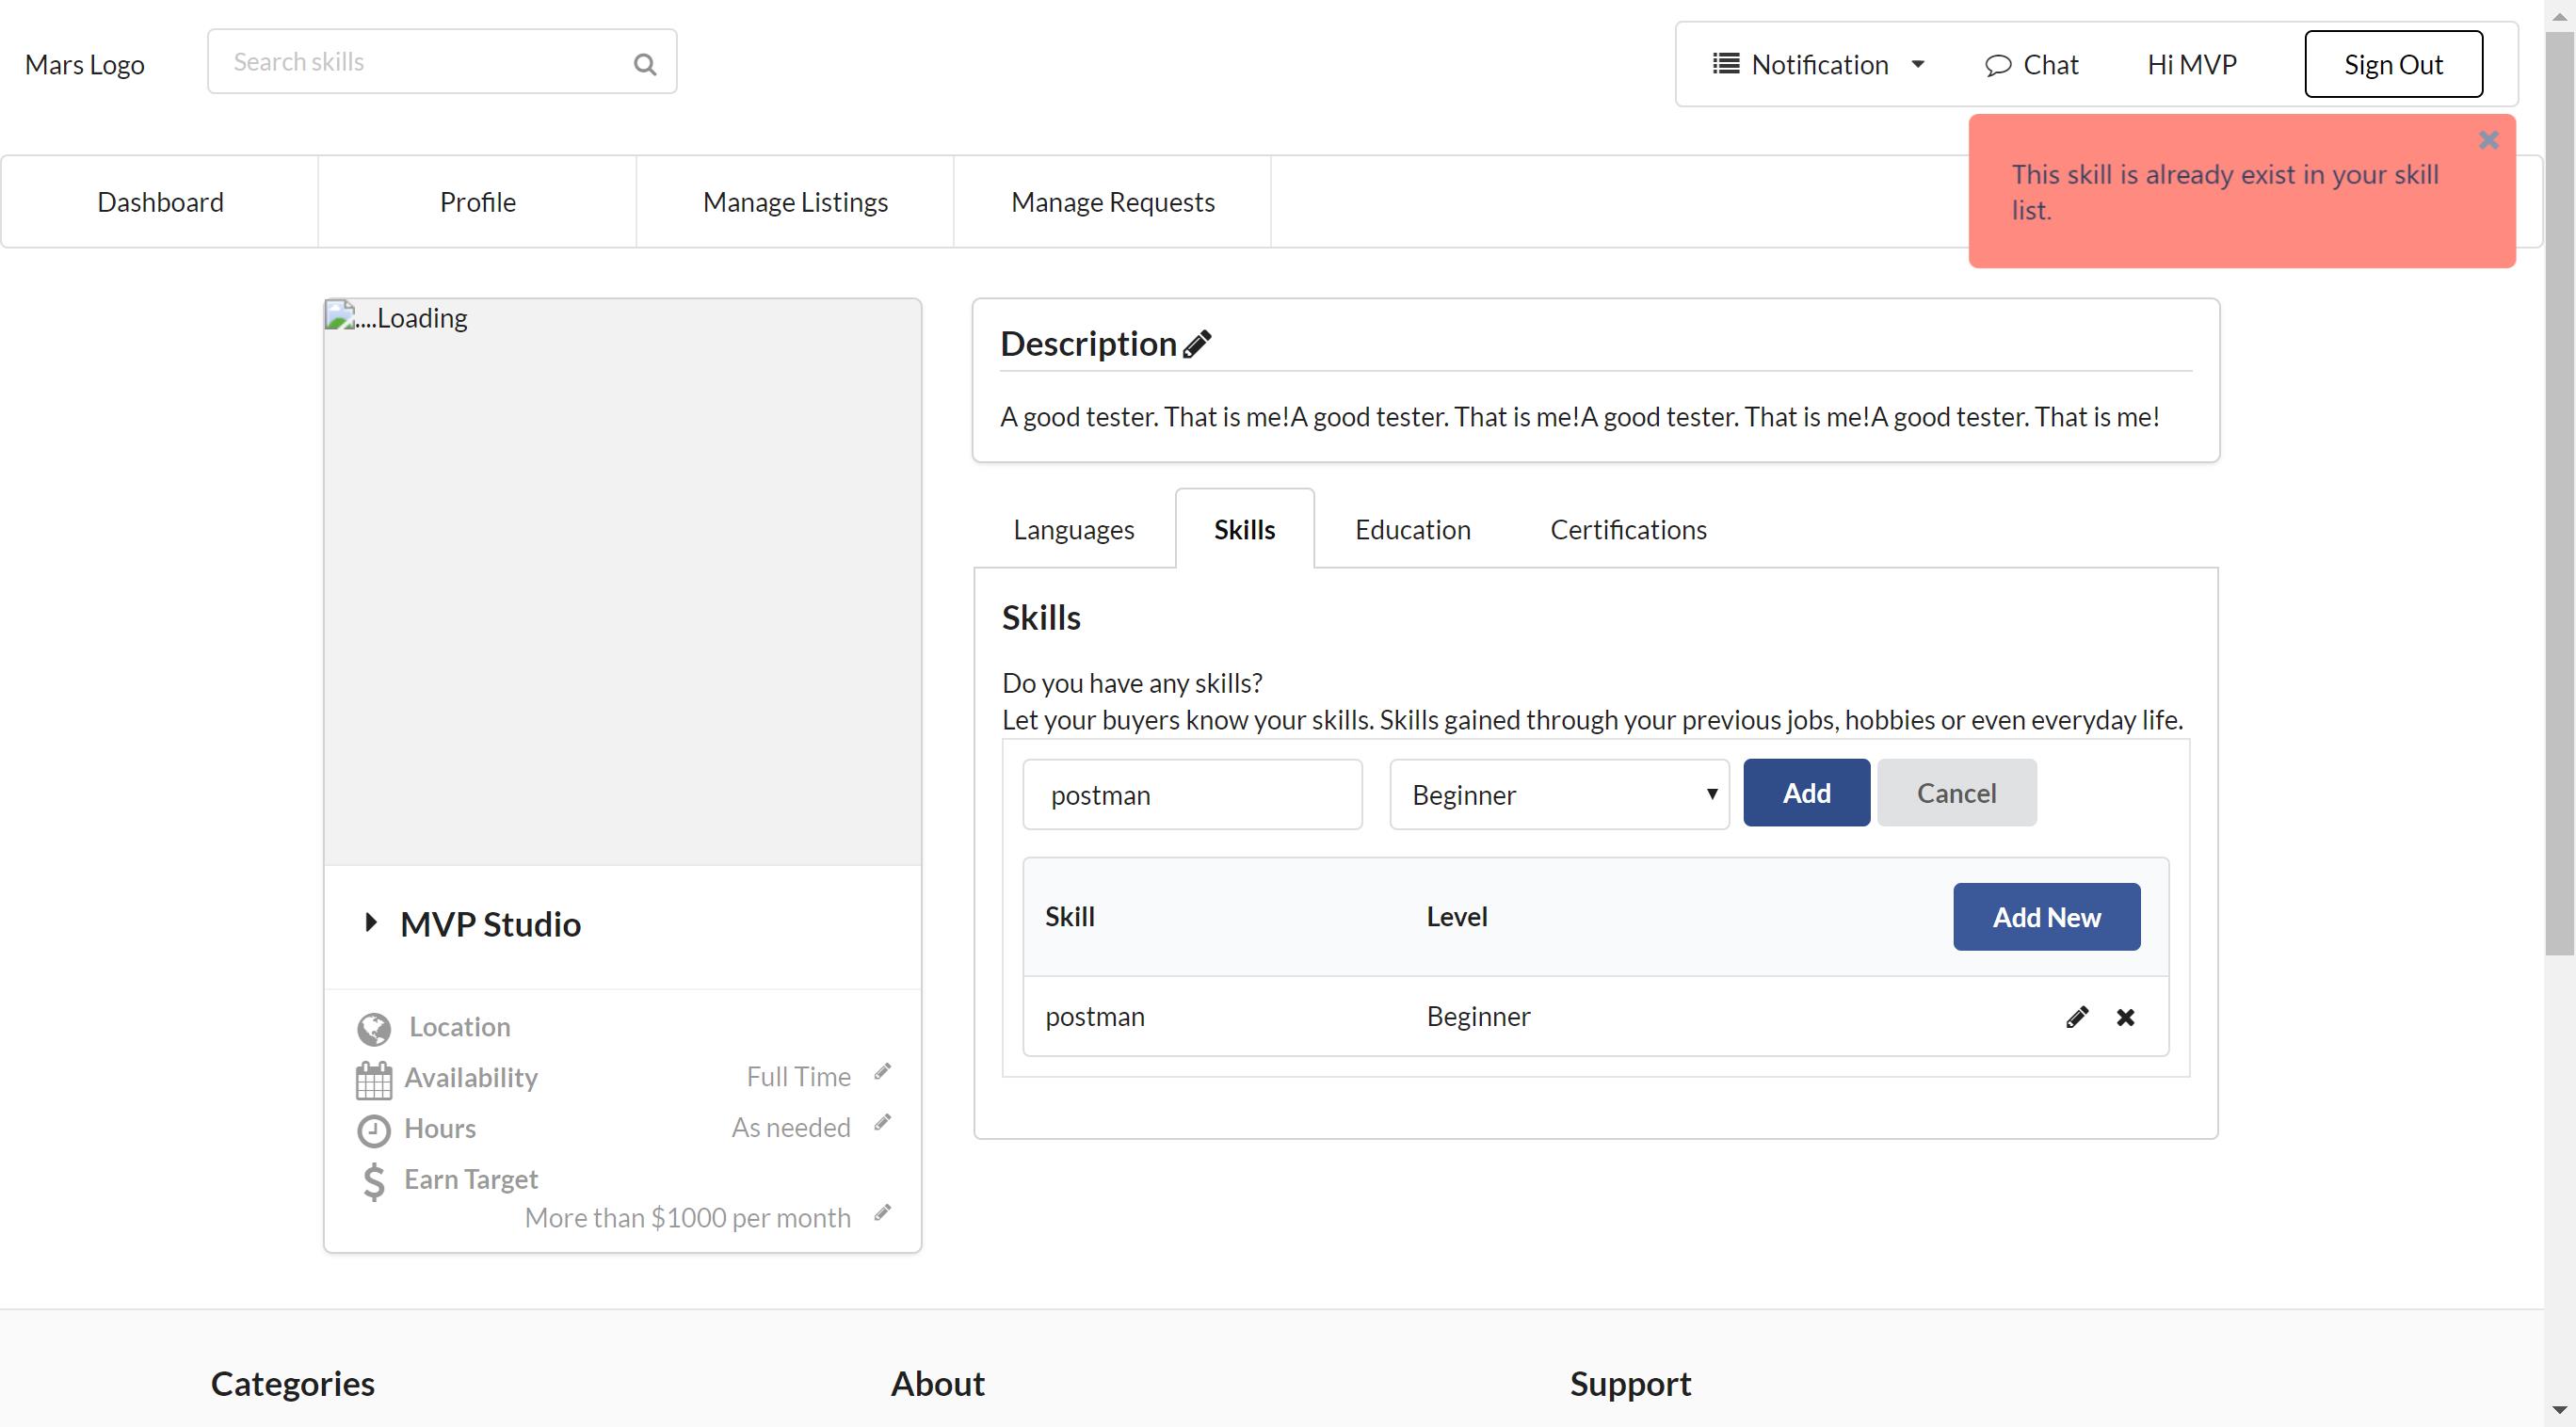 Mars Logo
Search skills
Notification
Chat
Hi MVP
Sign Out
This skill is already exist in your skill
list.
Dashboard
Profile
Manage Listings
Manage Requests
....Loading
MVP Studio
Location
Availability
Full Time
Hours
As needed
Earn Target
More than $1000 per month
Description
A good tester. That is me!A good tester. That is me!A good tester. That is me!A good tester. That is me!
Languages
Skills
Education
Certifications
Skills
Do you have any skills?
Let your buyers know your skills. Skills gained through your previous jobs, hobbies or even everyday life.
postman
Beginner
Add
Cancel
Skill
Level
Add New
postman
Beginner
Categories
About
Support